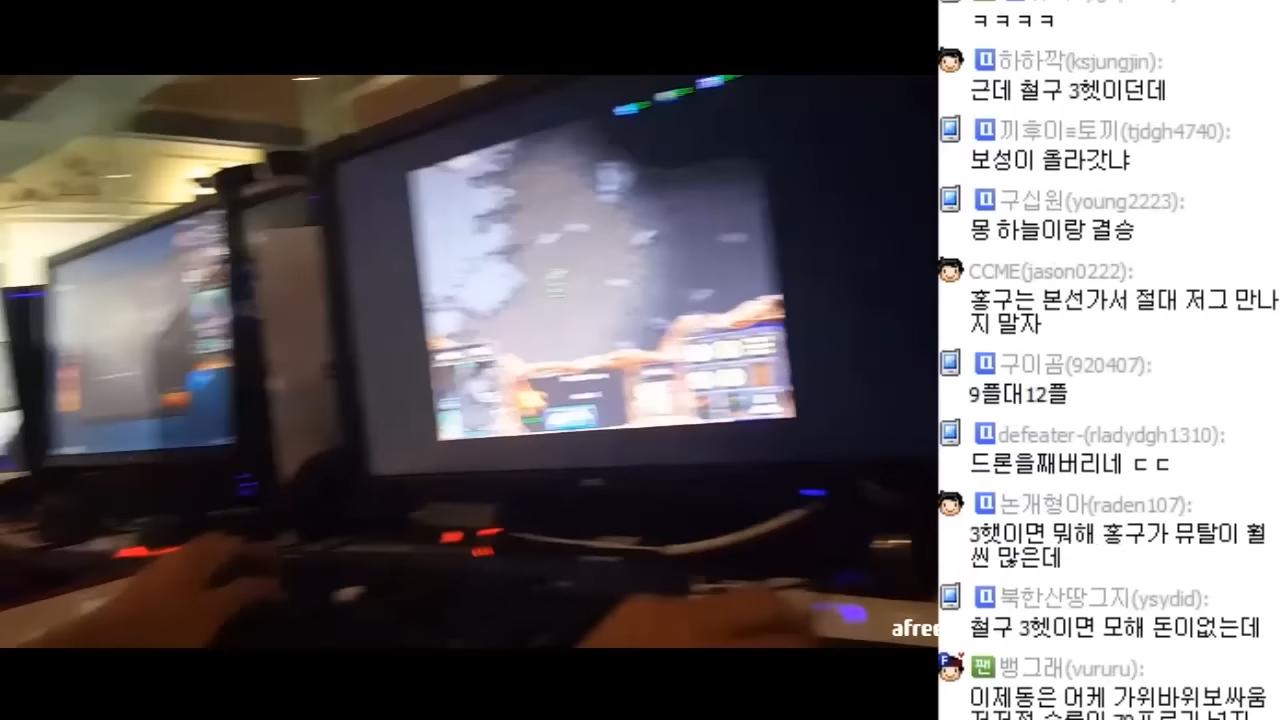 ㅋㅋㅋㅋ
하하깍(ksjungjin):
근데 철구 3헷이던데
끼후이≡토끼(tjdgh4740):
보성이 올라갓냐
구십원(young2223):
몽 하늘이랑 결승
CCME(jason0222):
홍구는 본선가서 절대 저그 만나
지 말자
구이곰(920407):
9플대12플
defeater-(rladydgh1310):
드론을째버리네 ㄷㄷ
논개형아(raden107):
3햇이면 뭐해 홍구가 뮤탈이 훨
씬 많은데
북한산땅그지(ysydid):
철구 3헷이면 모해 돈이없는데
팬 뱅그래(vururu):
이제동은 어케 가위바위보싸움
afree